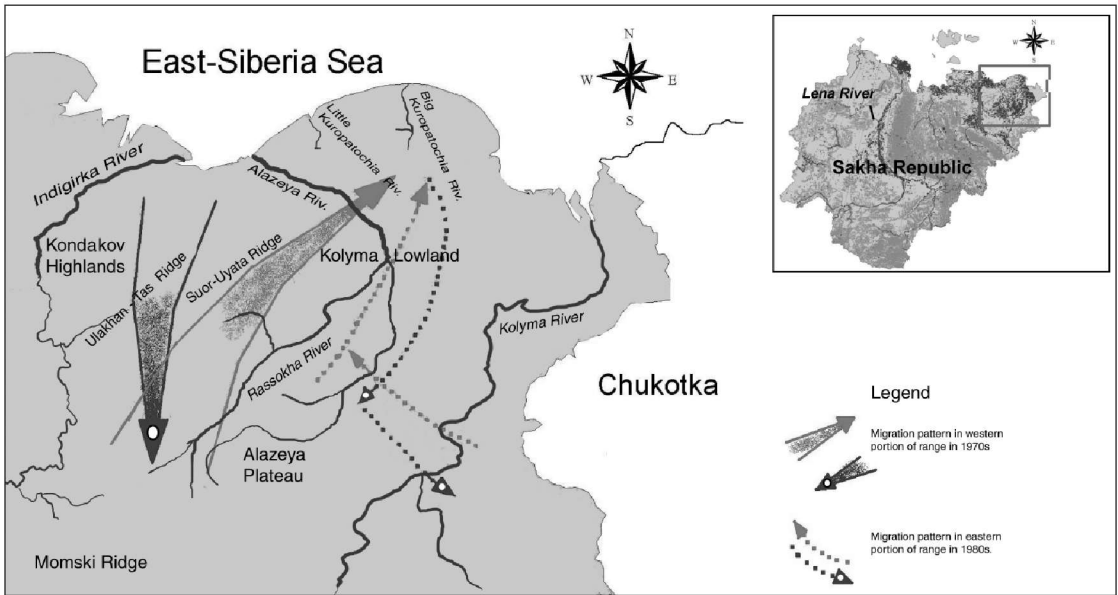 East-Siberia Sea
N
W
E
S
Little
Kuropatochia Riv.
Big
Kuropatochia Riv.
Indigirka River
Alazeya Riv.
Kondakov
Highlands
Ulakhan-Tas Ridge
Suor-Uyata Ridge
Kolyma Lowland
Rassokha River
Kolyma River
Chukotka
Alazeya
Plateau
Momski Ridge
N
W
E
S
Lena River
Sakha Republic
Legend
Migration pattern in western
portion of range in 1970s
Migration pattern in eastern
portion of range in 1980s.